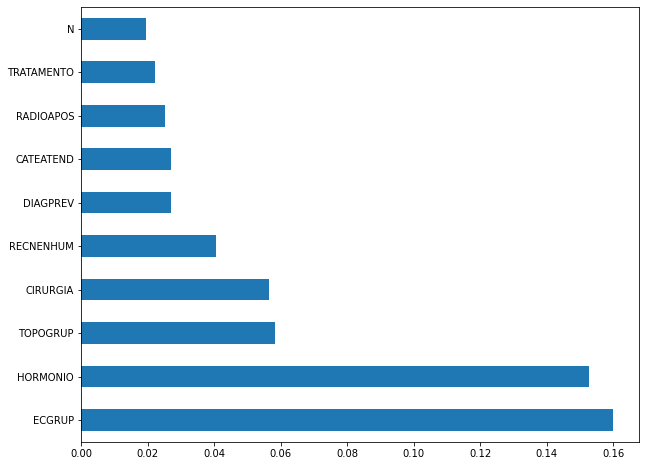 N
TRATAMENTO
RADIOAPOS
CATEATEND
DIAGPREV
RECNENHUM
CIRURGIA
TOPOGRUP
HORMONIO
ECGRUP
0.00 0.02 0.04 0.06 0.08 0.10 0.12 0.14 0.16